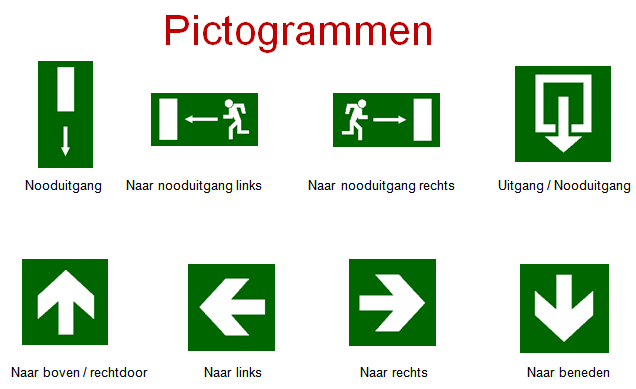 Pictogrammen
Nooduitgang
Naar nooduitgang links
Naar nooduitgang rechts
Uitgang / Nooduitgang
Naar boven / rechtdoor
Naar links
Naar rechts
Naar beneden